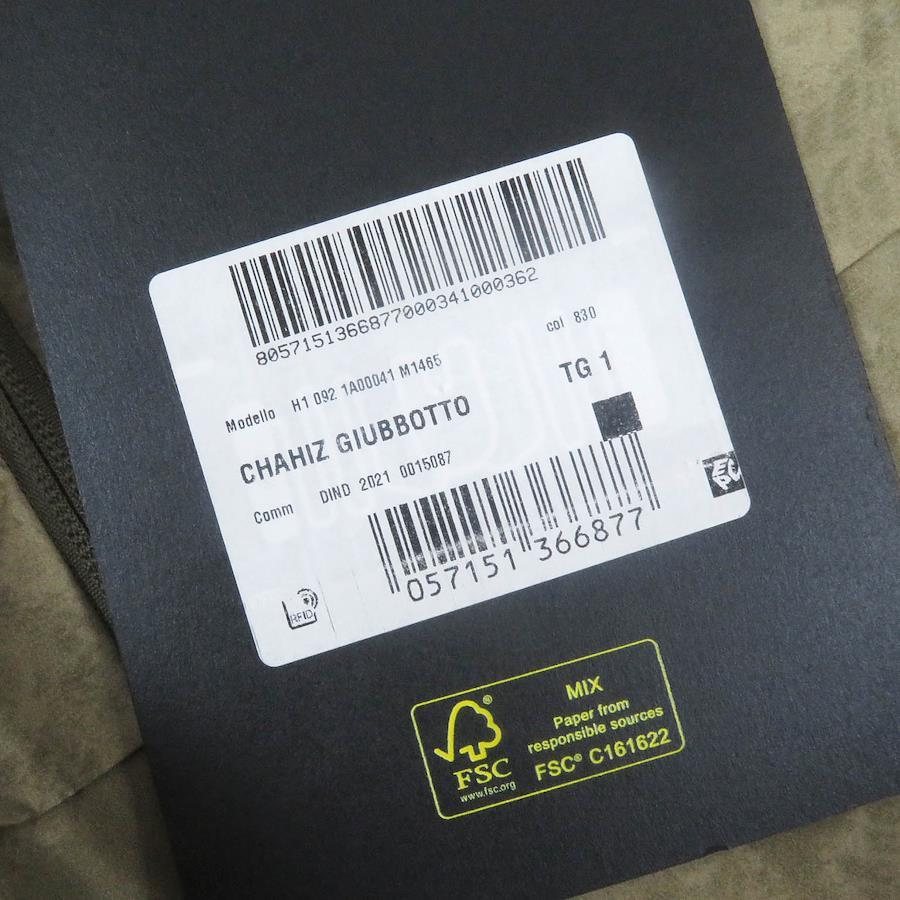 8057151366877000341000362
Modello H1 092 1A00041 M1465
col 830
CHAHIZ GIUBBOTTO
TG 1
Comm DIND 2021 0015087
057151 366877
RFID
FSC®
www.fsc.org
MIX
Paper from
responsible sources
FSC® C161622